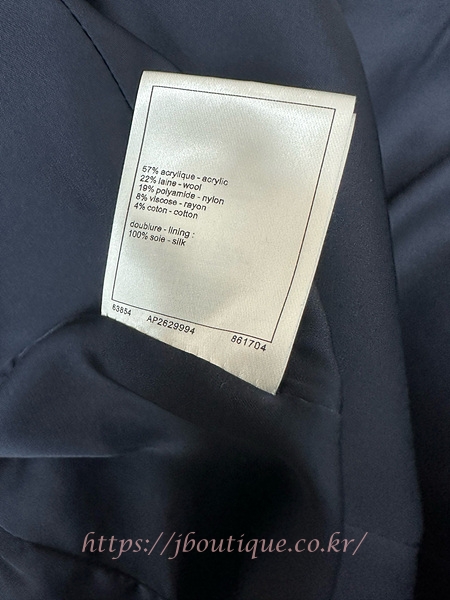 57% acrylique - acrylic
22% laine - wool
19% polyamide - nylon
8% viscose - rayon
4% coton - cotton
doublure - lining :
100% soie - silk
63854 AP2629994 861704
https://jboutique.co.kr/